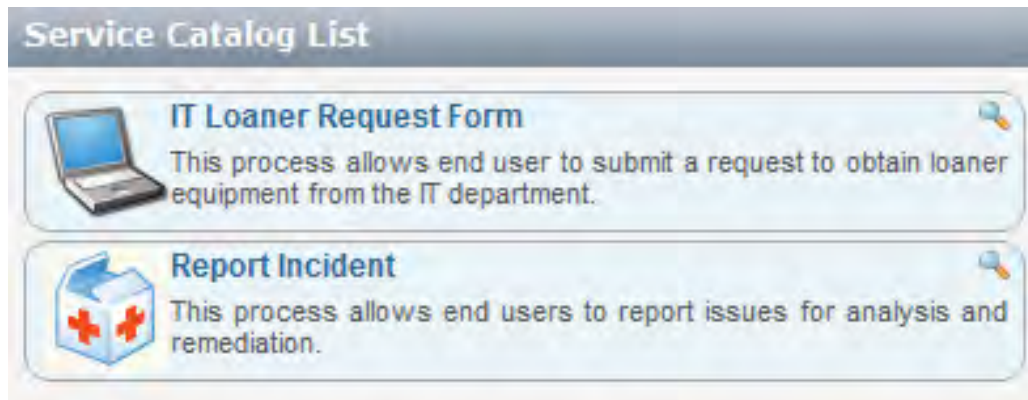 Service Catalog List
IT Loaner Request Form
This process allows end user to submit a request to obtain loaner
equipment from the IT department.
Report Incident
This process allows end users to report issues for analysis and
remediation.